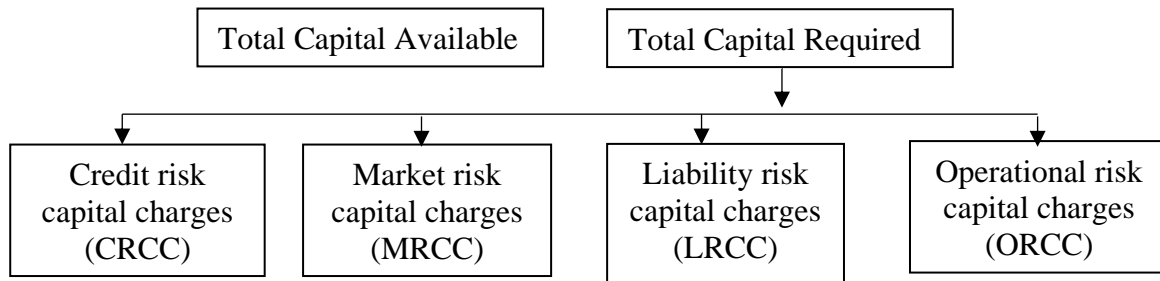 Total Capital Available
Total Capital Required
Credit risk
capital charges
(CRCC)
Market risk
capital charges
(MRCC)
Liability risk
capital charges
(LRCC)
Operational risk
capital charges
(ORCC)